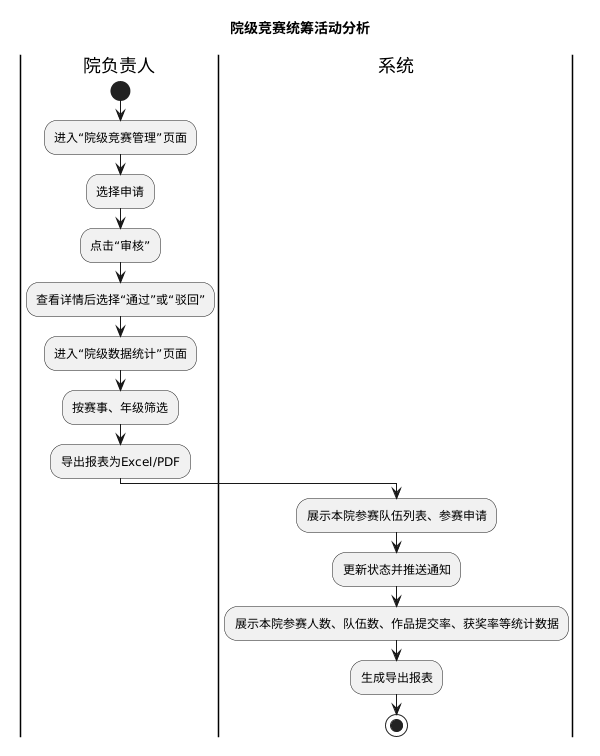 院级竞赛统筹活动分析
院负责人
系统
进入“院级竞赛管理”页面
选择申请
点击“审核”
查看详情后选择“通过”或“驳回”
进入“院级数据统计”页面
按赛事、年级筛选
导出报表为Excel/PDF
展示本院参赛队伍列表、参赛申请
更新状态并推送通知
展示本院参赛人数、队伍数、作品提交率、获奖率等统计数据
生成导出报表